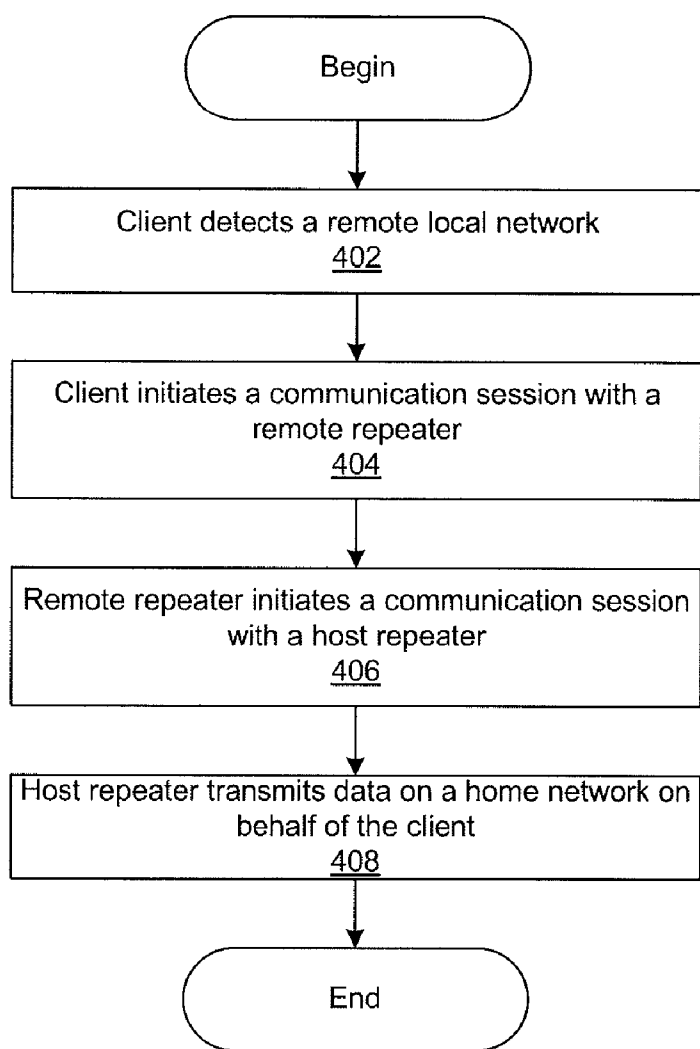 Begin
Client detects a remote local network
402
Client initiates a communication session with a
remote repeater
404
Remote repeater initiates a communication session
with a host repeater
406
Host repeater transmits data on a home network on
behalf of the client
408
End